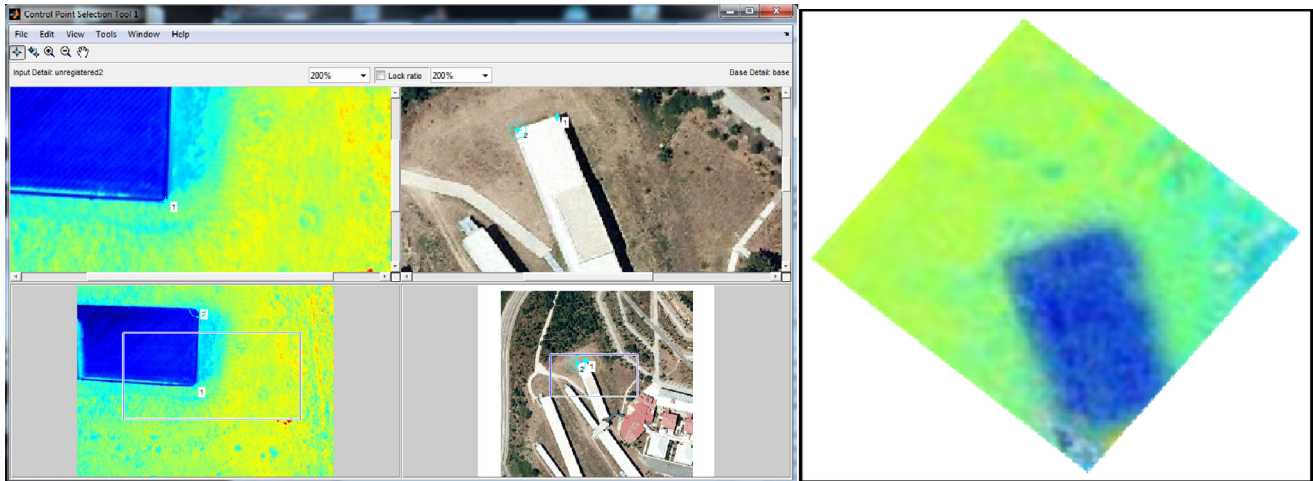 Control Point Selection Tool 1
File Edit View Tools Window Help
Input Detail: unregistered2 200% Lock ratio 200% Base Detail: base
1
1
2
2
1
1
2